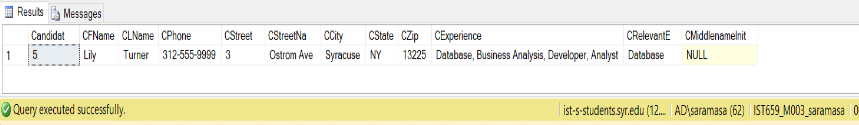 Results Messages
Candidat CFName CLName CPhone CStreet CStreetNa CCity CState CZip CExperience CRelevantE CMiddlenameInit
1 5 Lily Turner 312-555-9999 3 Ostrom Ave Syracuse NY 13225 Database, Business Analysis, Developer, Analyst Database NULL
Query executed successfully. ist-s-students.syr.edu (12.... AD\saramasa (62) IST659_M003_saramasa 0